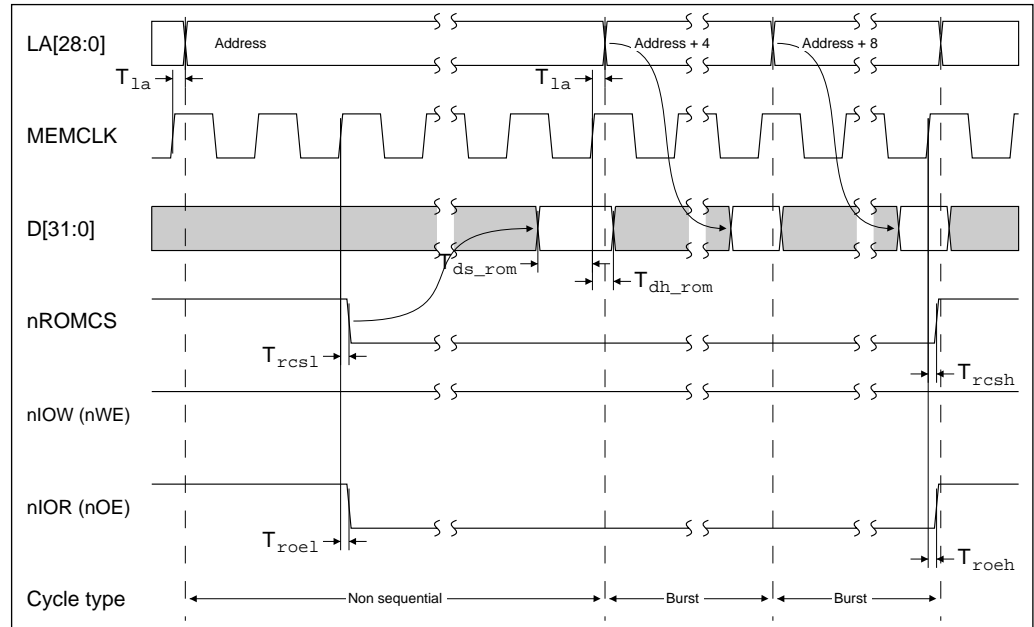 LA[28:0] Address Address + 4 Address + 8
Tla Tla
MEMCLK
D[31:0]
Tds_rom Tdh_rom
nROMCS
Trcsl Trcsh
nIOW (nWE)
nIOR (nOE)
Troel Troeh
Cycle type Non sequential Burst Burst